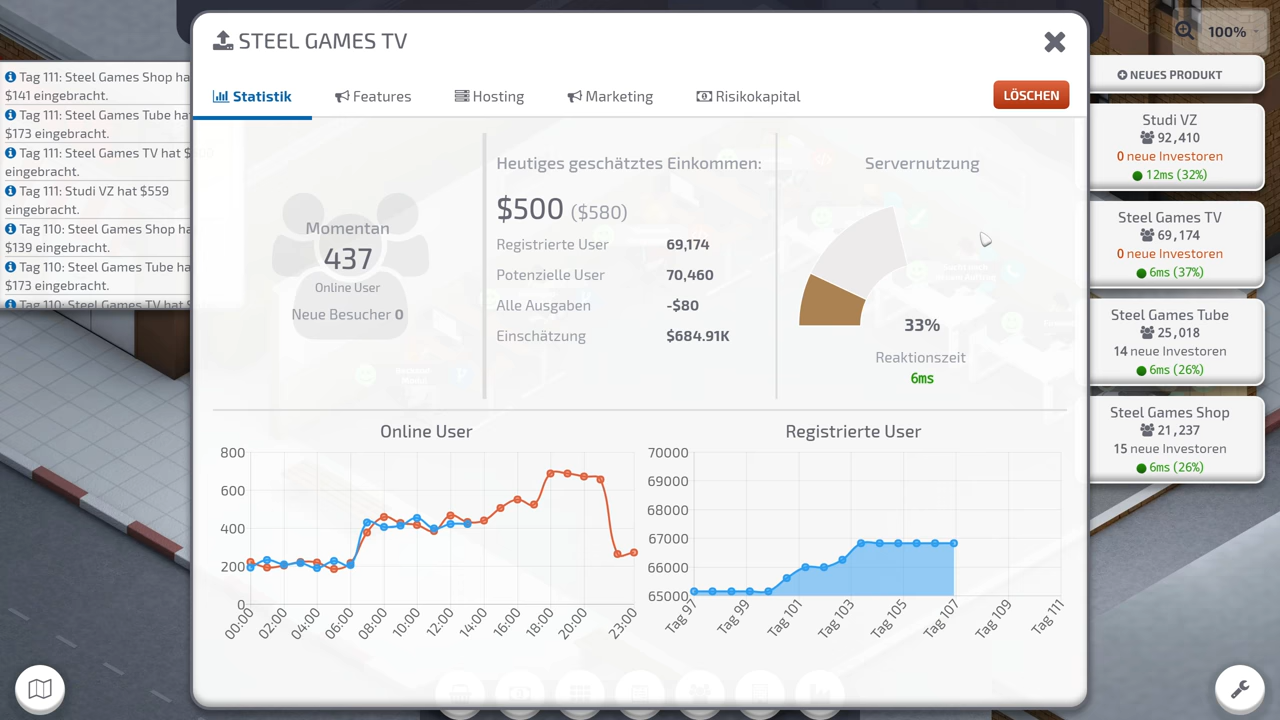 STEEL GAMES TV
100%
Statistik
Features
Hosting
Marketing
Risikokapital
LÖSCHEN
Tag 111: Steel Games Shop ha
$141 eingebracht.
Tag 111: Steel Games Tube ha
$173 eingebracht.
Tag 111: Steel Games TV hat $
eingebracht.
Tag 111: Studi VZ hat $559
eingebracht.
Tag 110: Steel Games Shop ha
$139 eingebracht.
Tag 110: Steel Games Tube ha
$173 eingebracht.
Tag 110: Steel Games TV hat $
Momentan
437
Online User
Neue Besucher 0
Heutiges geschätztes Einkommen:
$500 ($580)
Registrierte User 69,174
Potenzielle User 70,460
Alle Ausgaben -$80
Einschätzung $684.91K
Servernutzung
33%
Reaktionszeit
6ms
NEUES PRODUKT
Studi VZ
92,410
0 neue Investoren
12ms (32%)
Steel Games TV
69,174
0 neue Investoren
6ms (37%)
Steel Games Tube
25,018
14 neue Investoren
6ms (26%)
Steel Games Shop
21,237
15 neue Investoren
6ms (26%)
Online User
800
600
400
200
0
00:00 02:00 04:00 06:00 08:00 10:00 12:00 14:00 16:00 18:00 20:00 23:00
Registrierte User
70000
69000
68000
67000
66000
65000
Tag 97 Tag 99 Tag 101 Tag 103 Tag 105 Tag 107 Tag 109 Tag 111